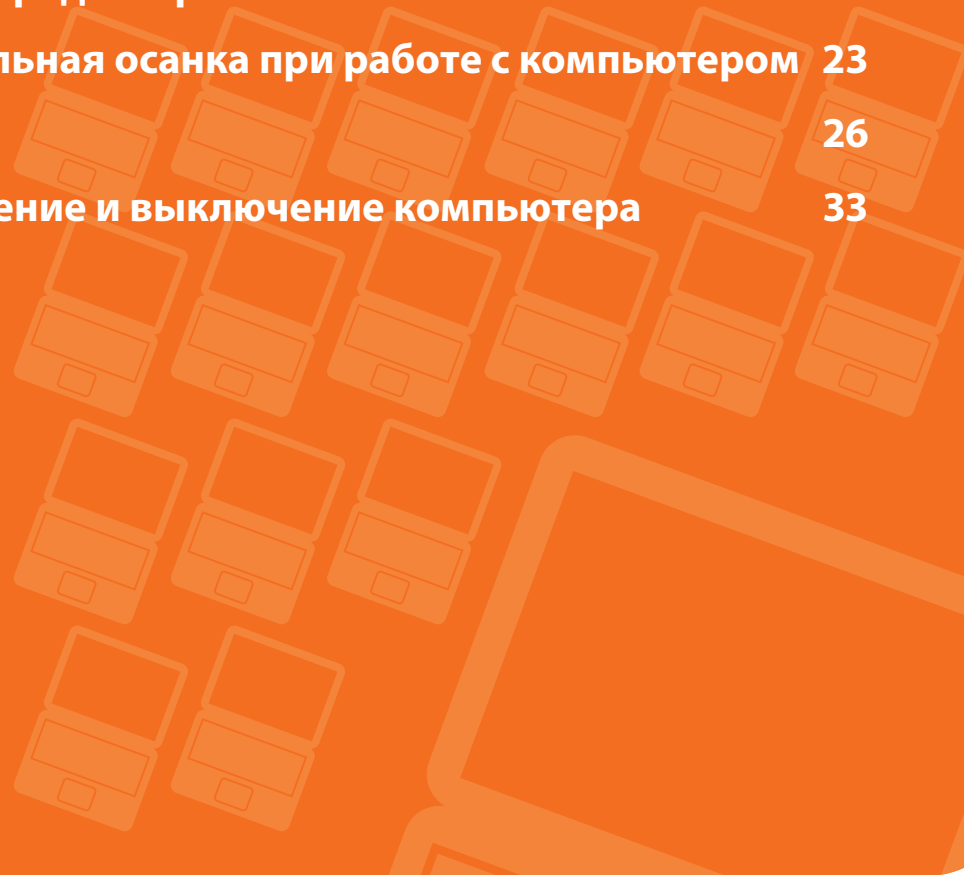 льная осанка при работе с компьютером 23
26
ение и выключение компьютера 33